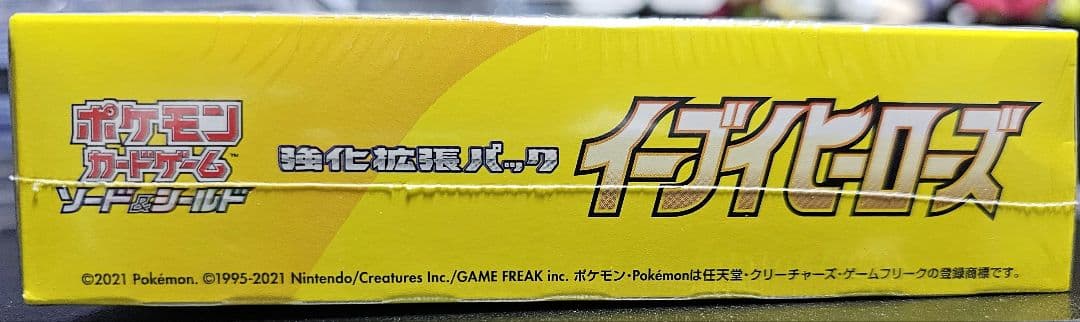 ポケモン
カードゲーム™
ソード&シールド
強化拡張パック
イーブイヒーローズ
©2021 Pokémon. ©1995-2021 Nintendo/Creatures Inc./GAME FREAK inc. ポケモン・Pokémonは任天堂・クリーチャーズ・ゲームフリークの登録商標です。